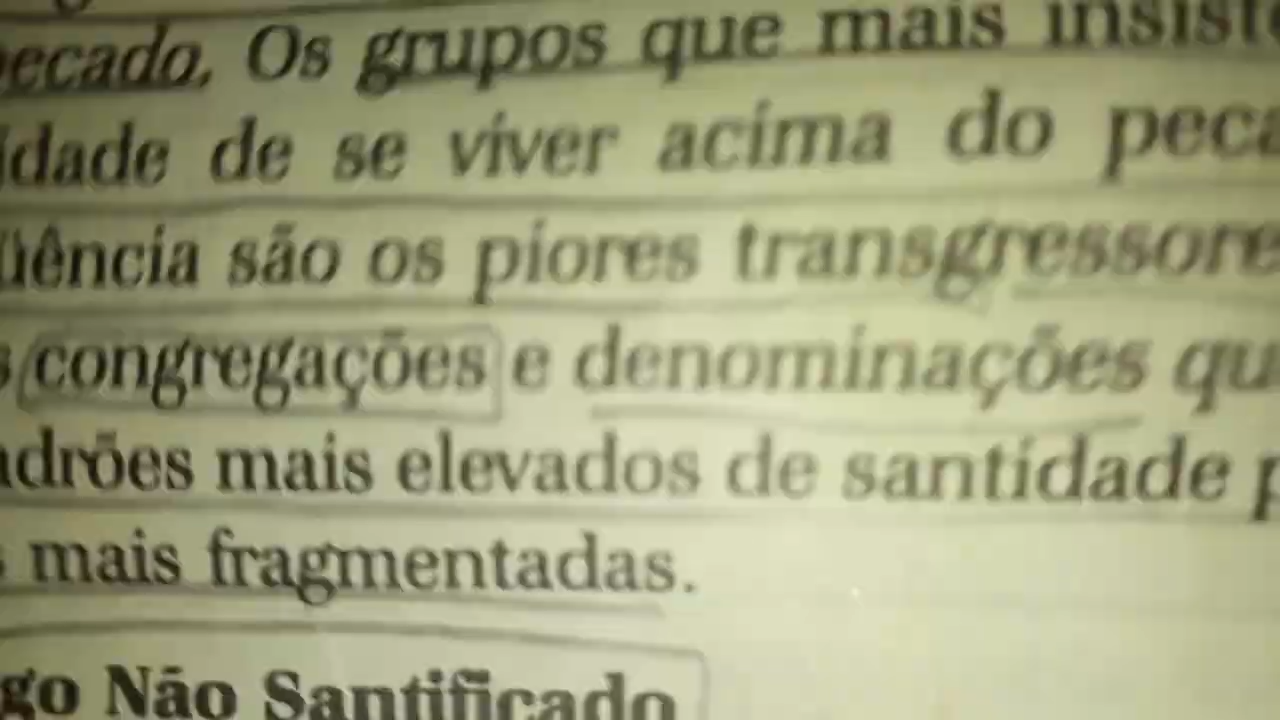 pecado. Os grupos que mais insiste
idade de se viver acima do peca
üência são os piores transgressore
s congregações e denominações qu
adrões mais elevados de santidade p
s mais fragmentadas.
go Não Santificado